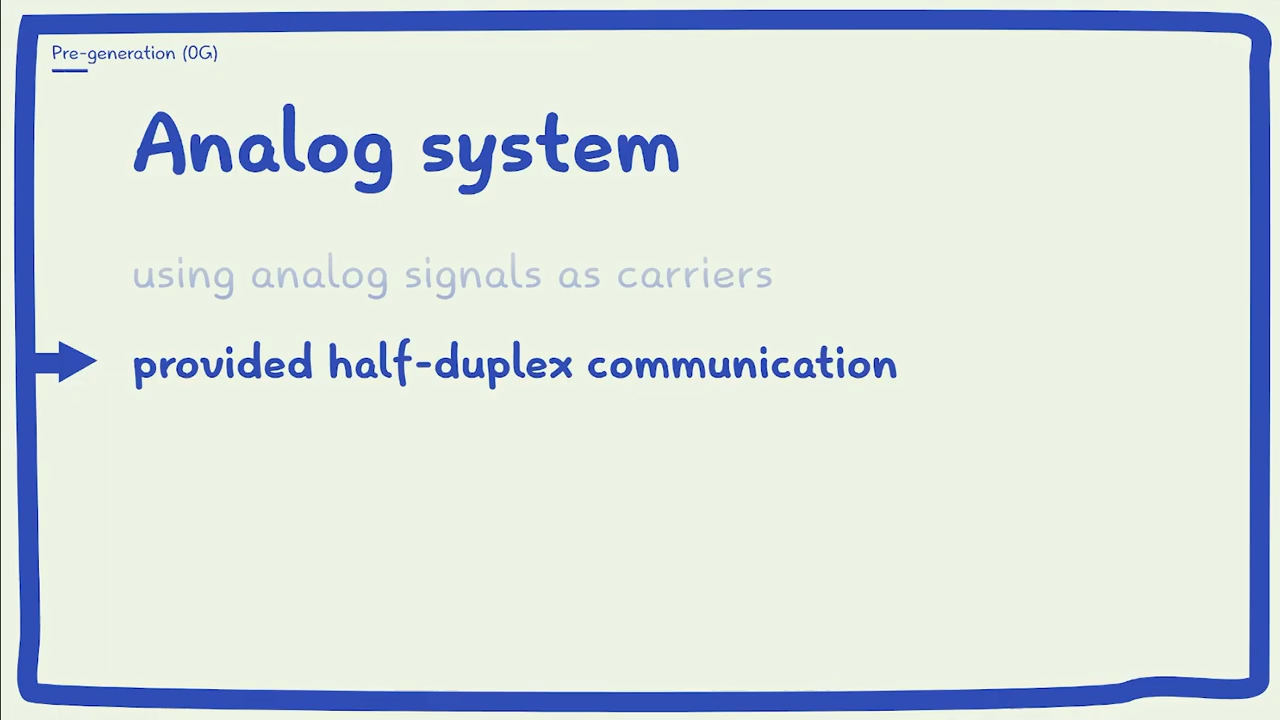 Pre-generation (0G)
Analog system
using analog signals as carriers
provided half-duplex communication